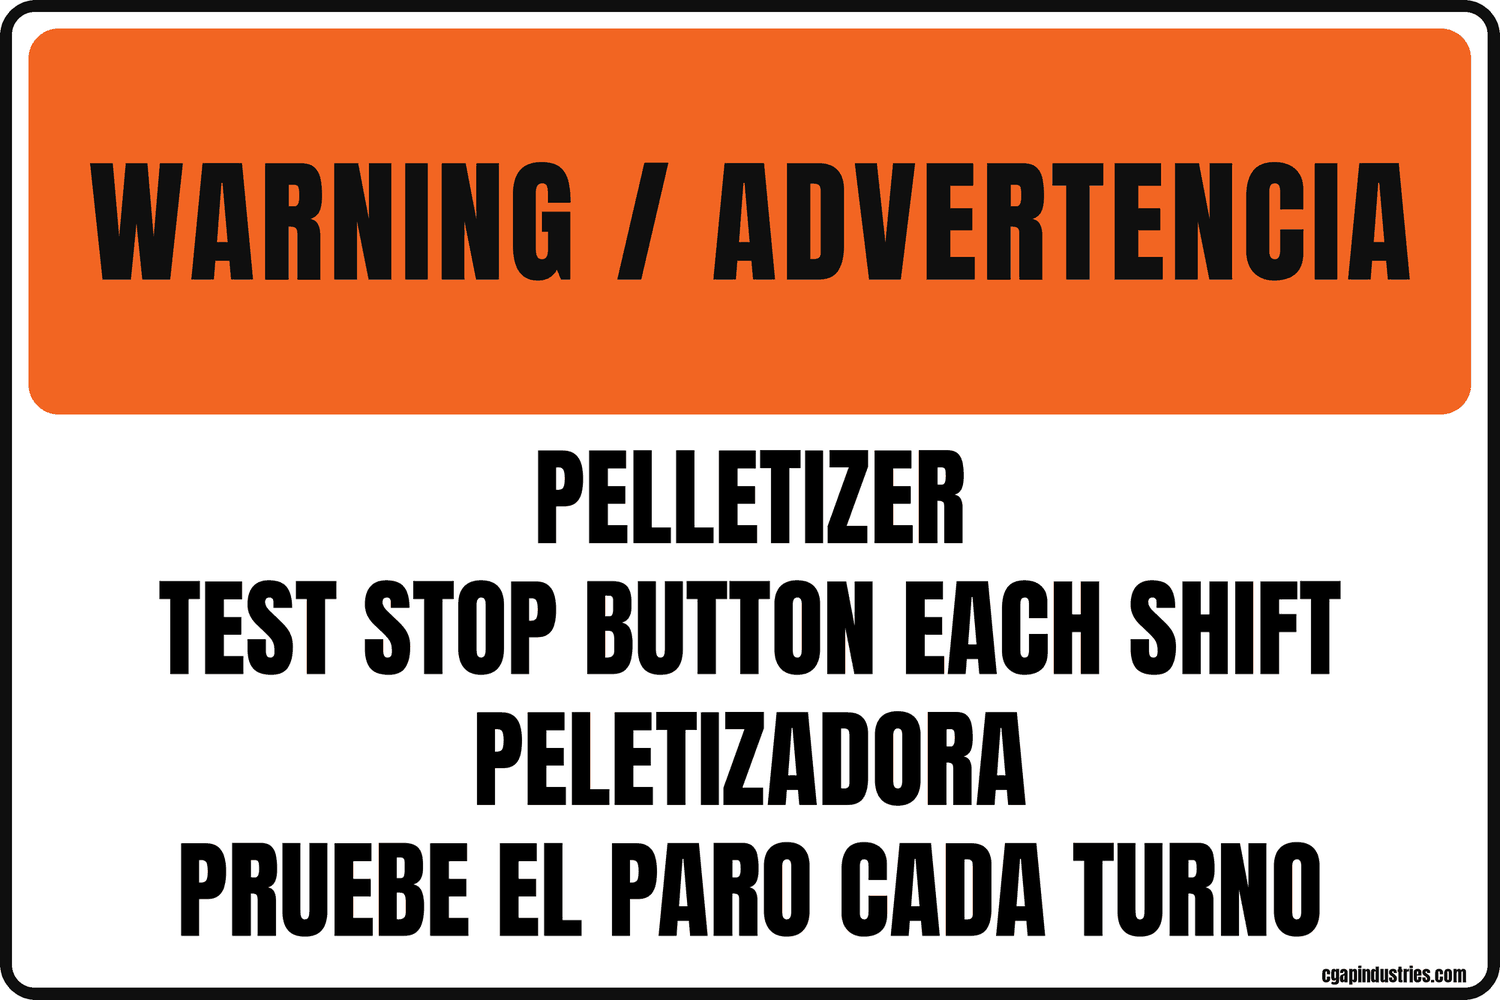 WARNING / ADVERTENCIA
PELLETIZER
TEST STOP BUTTON EACH SHIFT
PELETIZADORA
PRUEBE EL PARO CADA TURNO
cgapindustries.com